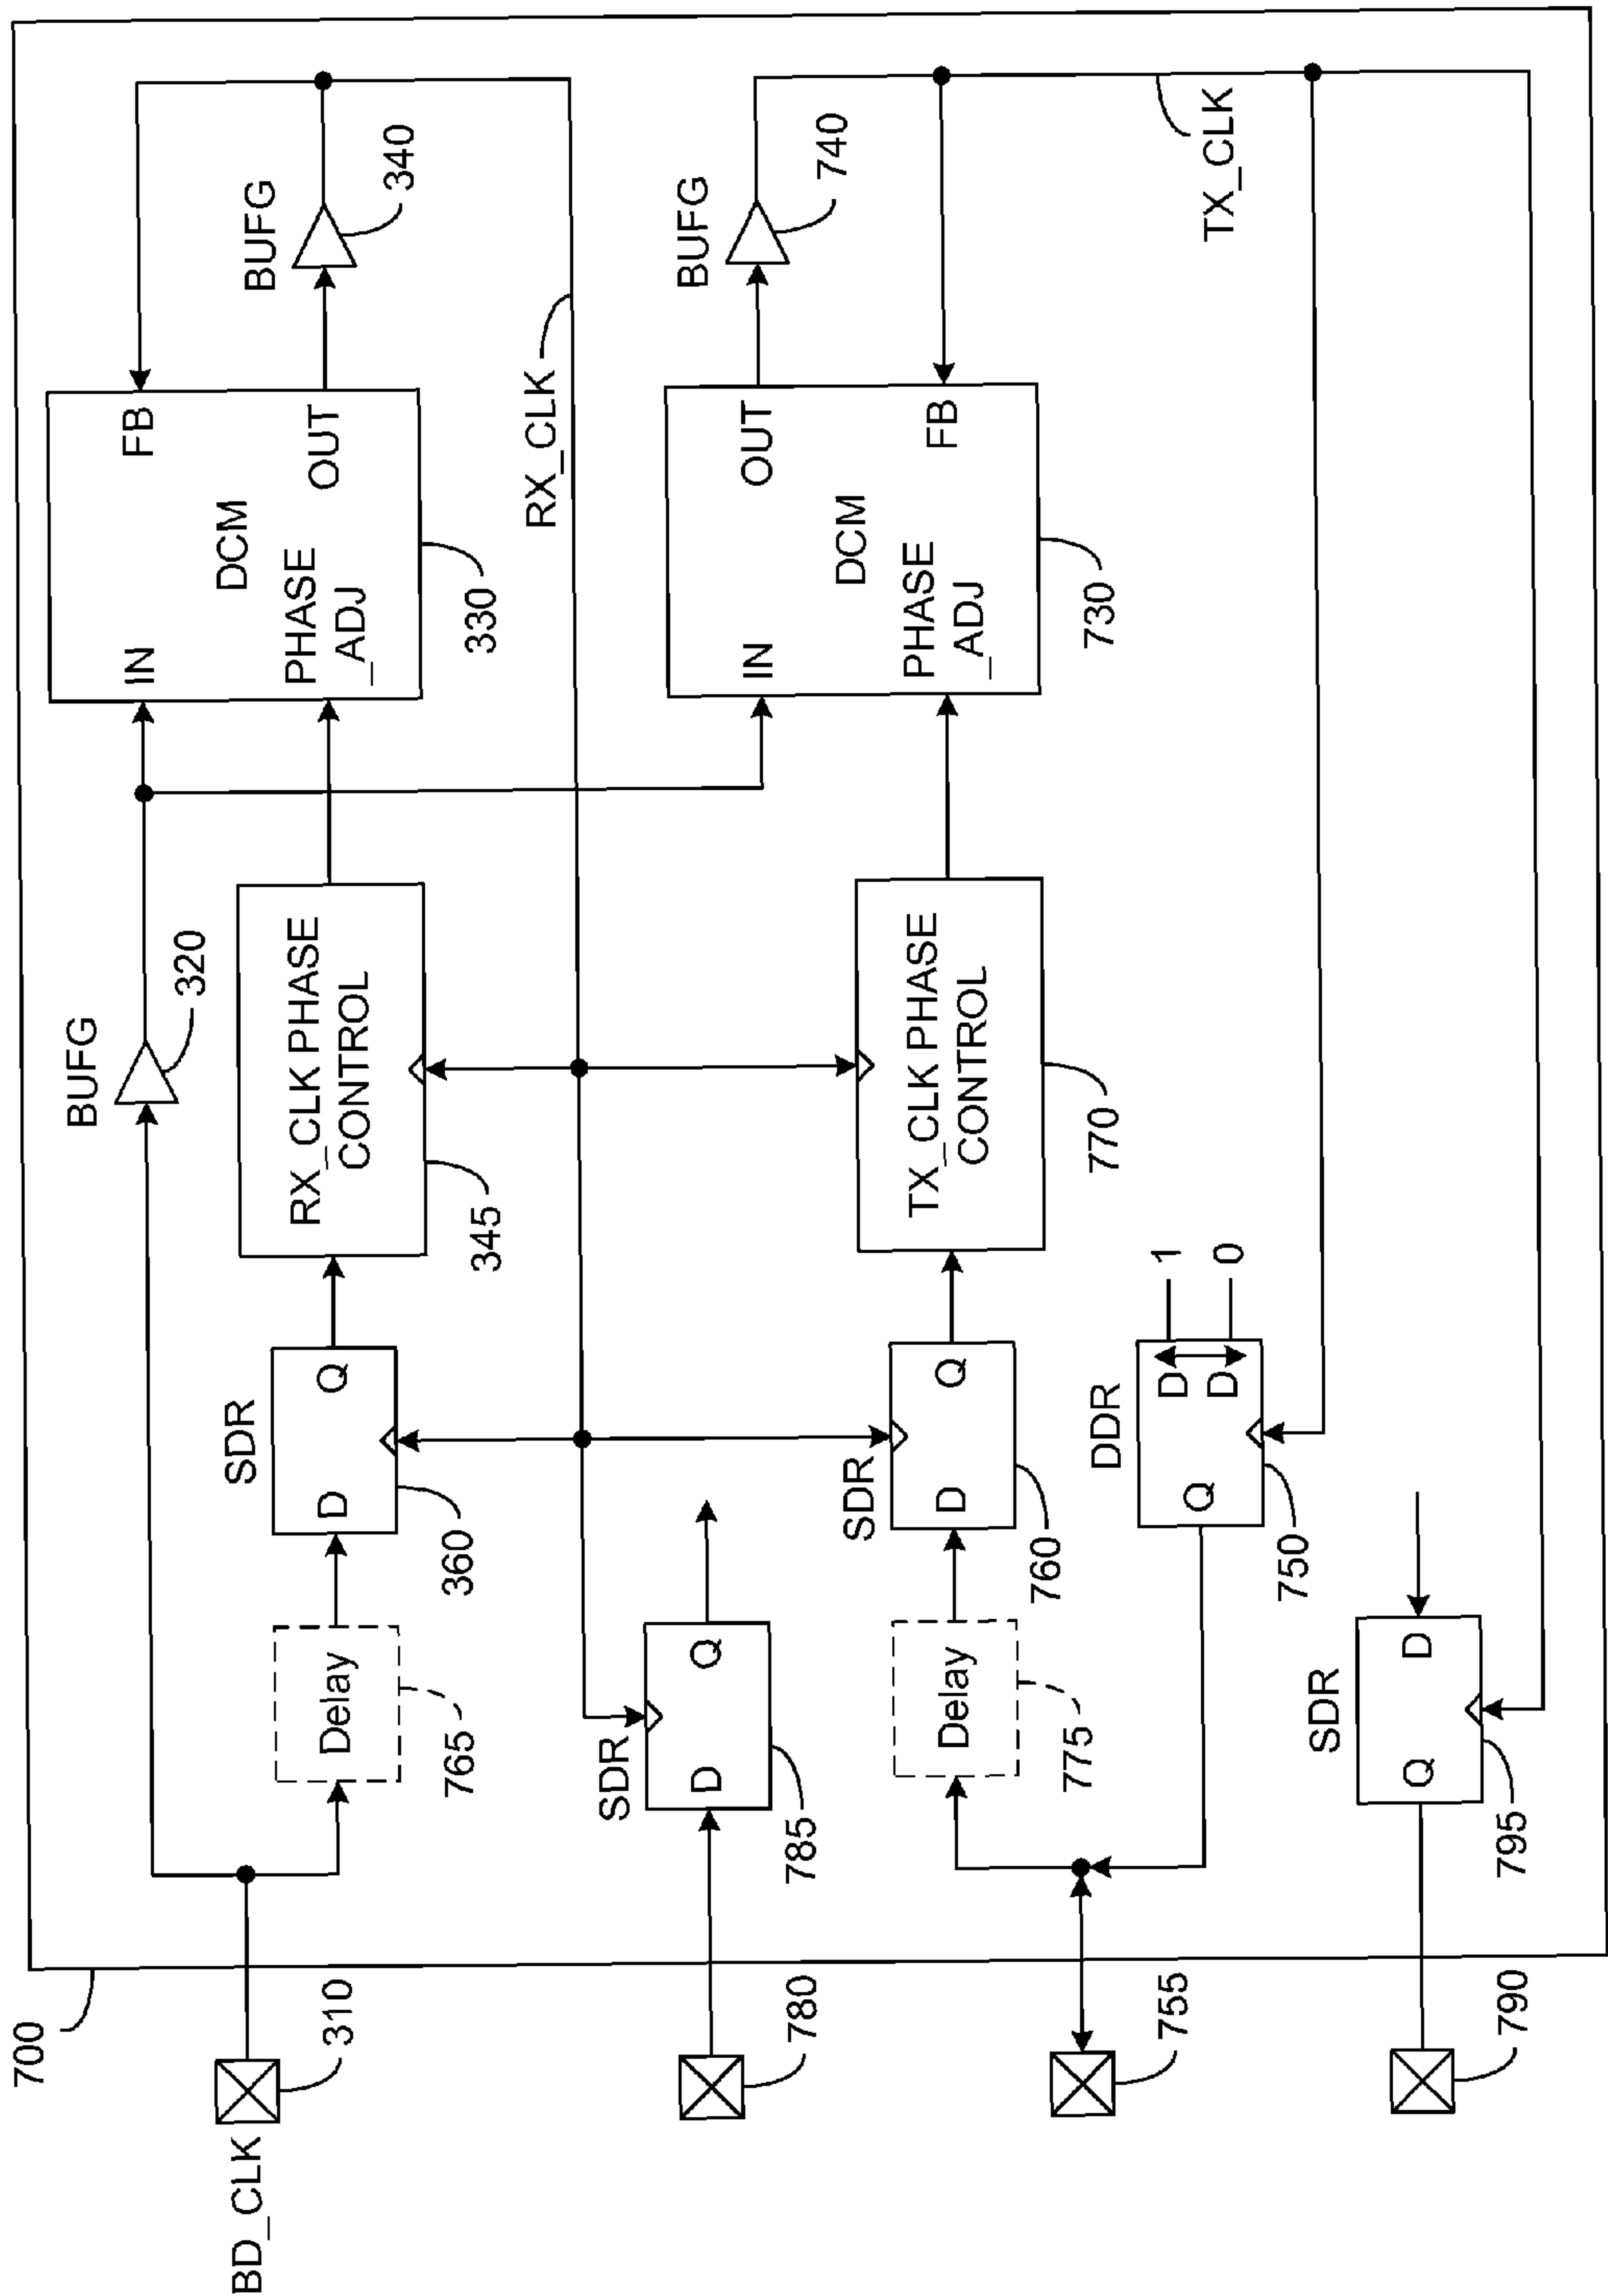 700
BD_CLK
310
BUFG
320
IN
FB
DCM
PHASE
_ADJ
OUT
330
BUFG
340
Delay
765
SDR
D
Q
360
RX_CLK PHASE
CONTROL
345
RX_CLK
780
SDR
D
Q
785
755
Delay
775
SDR
D
Q
760
TX_CLK PHASE
CONTROL
770
IN
OUT
DCM
PHASE
_ADJ
FB
730
BUFG
740
DDR
Q
D
D
1
0
750
TX_CLK
790
SDR
Q
D
795